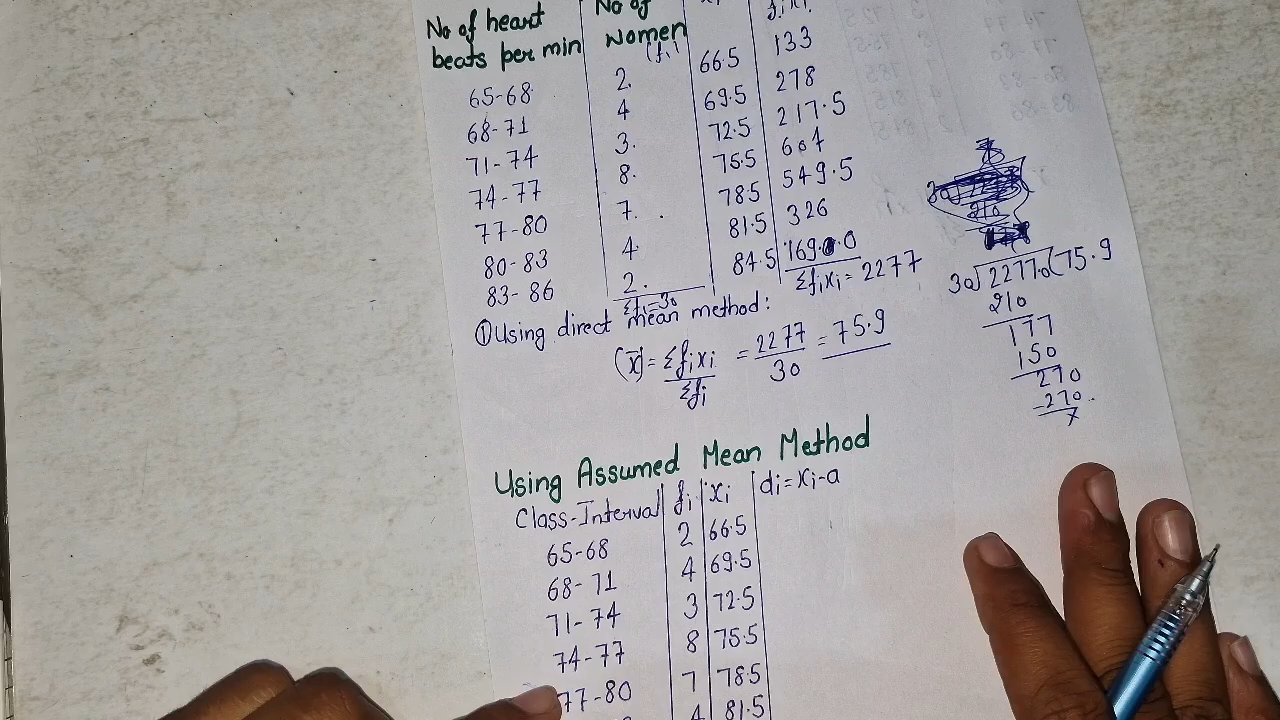 No of heart beats per min | No of Women (fi) | xi | fixi
65-68 | 2 | 66.5 | 133
68-71 | 4 | 69.5 | 278
71-74 | 3 | 72.5 | 217.5
74-77 | 8 | 75.5 | 604
77-80 | 7 | 78.5 | 549.5
80-83 | 4 | 81.5 | 326
83-86 | 2 | 84.5 | 169.0
Σfi=30 | Σfixi = 2277
① Using direct mean method:
(x̄) = Σfixi / Σfi = 2277 / 30 = 75.9
30 ) 2277.0 ( 75.9
210
177
150
270
-270
x
Using Assumed Mean Method
Class-Interval | fi | xi | di = xi-a
65-68 | 2 | 66.5
68-71 | 4 | 69.5
71-74 | 3 | 72.5
74-77 | 8 | 75.5
77-80 | 7 | 78.5
4 | 81.5